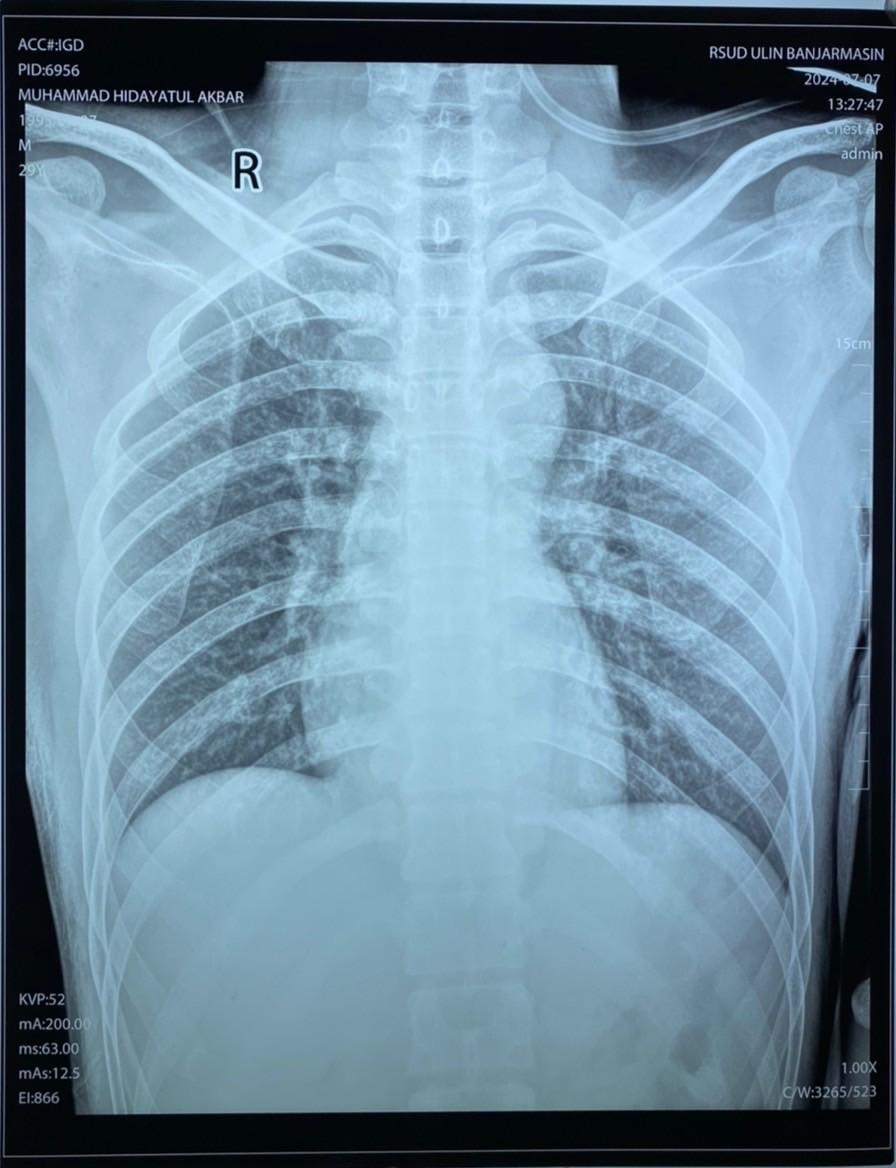 ACC#:IGD
PID:6956
MUHAMMAD HIDAYATUL AKBAR
M
29Y
R
RSUD ULIN BANJARMASIN
2024-07-07
13:27:47
Chest AP
admin
15cm
KVP:52
mA:200.00
ms:63.00
mAs:12.5
EI:866
1.00X
C/W:3265/523